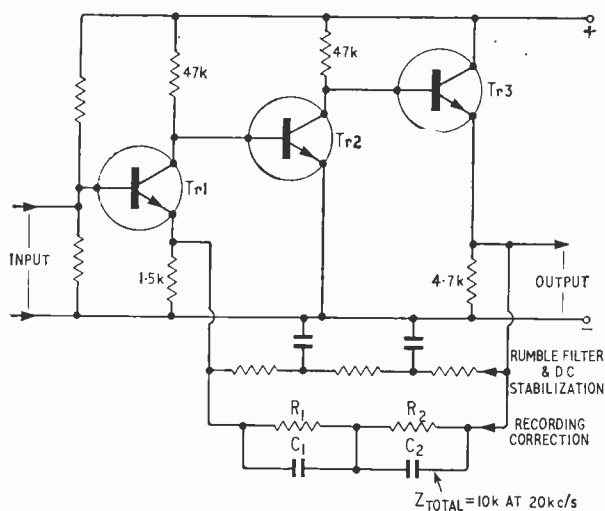 +
47k
47k
Tr1
Tr2
Tr3
INPUT
1·5k
4·7k
OUTPUT
−
RUMBLE FILTER
& DC
STABILIZATION
R1
R2
RECORDING
CORRECTION
C1
C2
ZTOTAL=10k AT 20kc/s